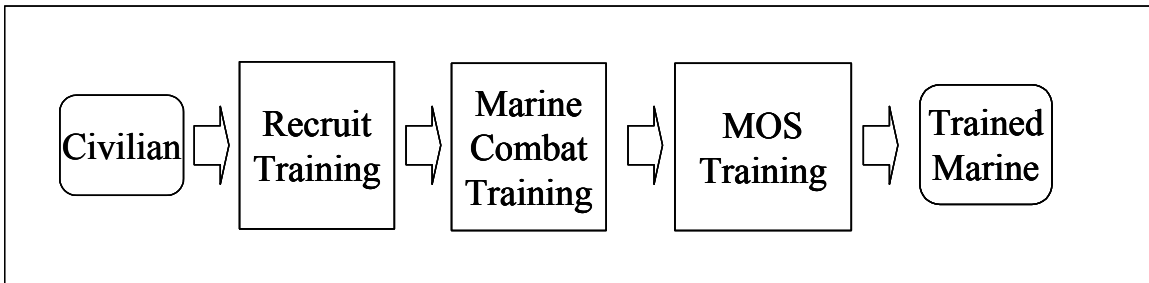 Civilian
Recruit
Training
Marine
Combat
Training
MOS
Training
Trained
Marine